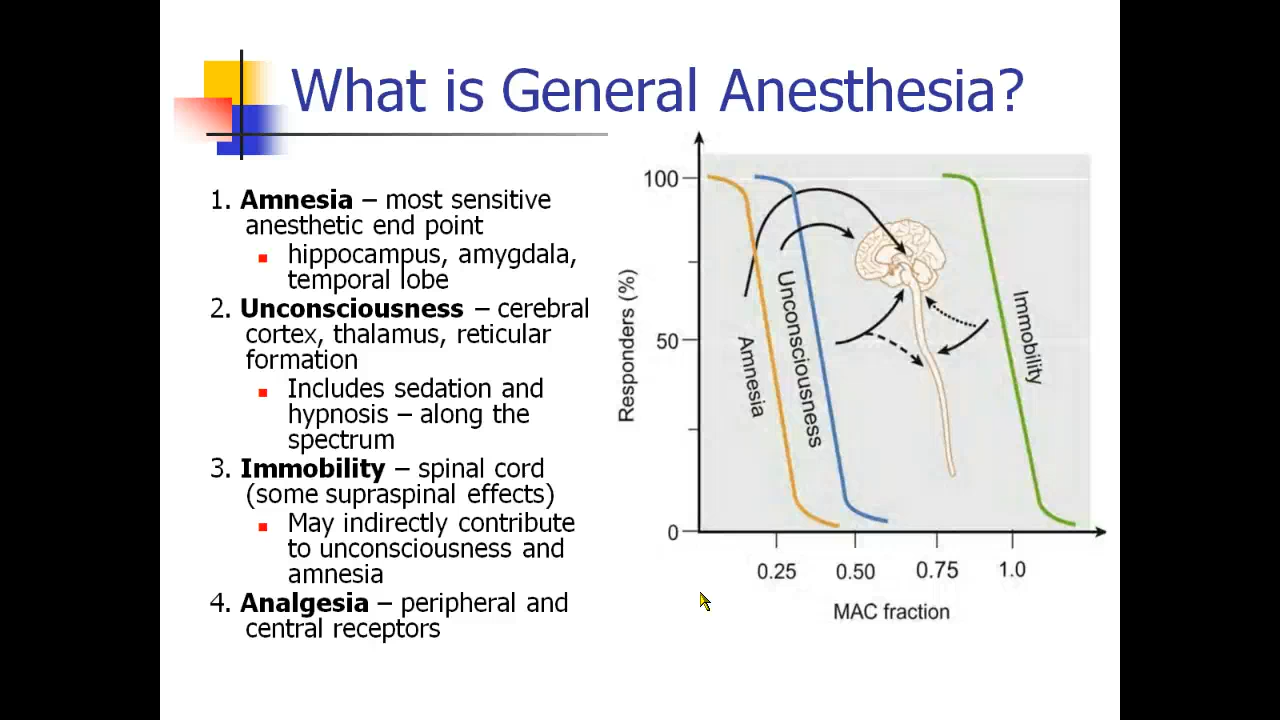 What is General Anesthesia?
1. Amnesia – most sensitive
anesthetic end point
hippocampus, amygdala,
temporal lobe
2. Unconsciousness – cerebral
cortex, thalamus, reticular
formation
Includes sedation and
hypnosis – along the
spectrum
3. Immobility – spinal cord
(some supraspinal effects)
May indirectly contribute
to unconsciousness and
amnesia
4. Analgesia – peripheral and
central receptors
100
50
0
Responders (%)
Amnesia
Unconsciousness
Immobility
0.25 0.50 0.75 1.0
MAC fraction